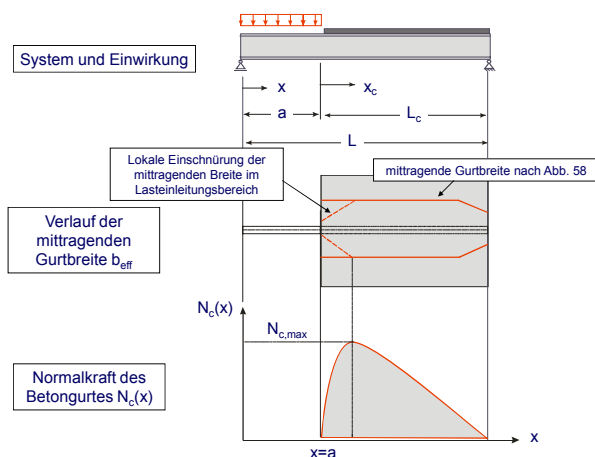 System und Einwirkung
x
x_c
a
L_c
L
Lokale Einschnürung der
mittragenden Breite im
Lasteinleitungsbereich
mittragende Gurtbreite nach Abb. 58
Verlauf der
mittragenden
Gurtbreite b_eff
N_c(x)
N_c,max
Normalkraft des
Betongurtes N_c(x)
x
x=a